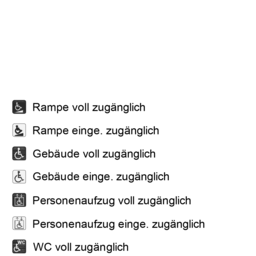 Rampe voll zugänglich
Rampe einge. zugänglich
Gebäude voll zugänglich
Gebäude einge. zugänglich
Personenaufzug voll zugänglich
Personenaufzug einge. zugänglich
WC voll zugänglich